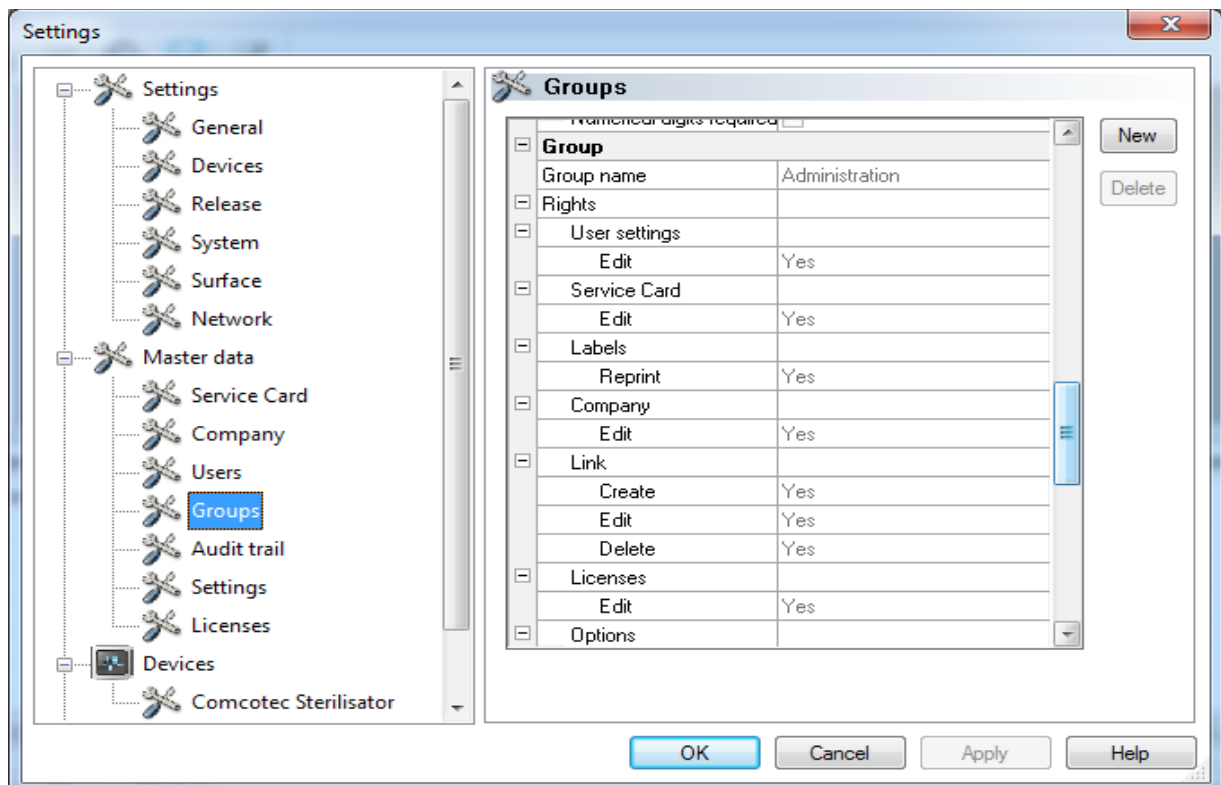 Settings
Settings
General
Devices
Release
System
Surface
Network
Master data
Service Card
Company
Users
Groups
Audit trail
Settings
Licenses
Devices
Comcotec Sterilisator
Groups
Numerical digits required
Group
Group name Administration
Rights
User settings
Edit Yes
Service Card
Edit Yes
Labels
Reprint Yes
Company
Edit Yes
Link
Create Yes
Edit Yes
Delete Yes
Licenses
Edit Yes
Options
New
Delete
OK Cancel Apply Help